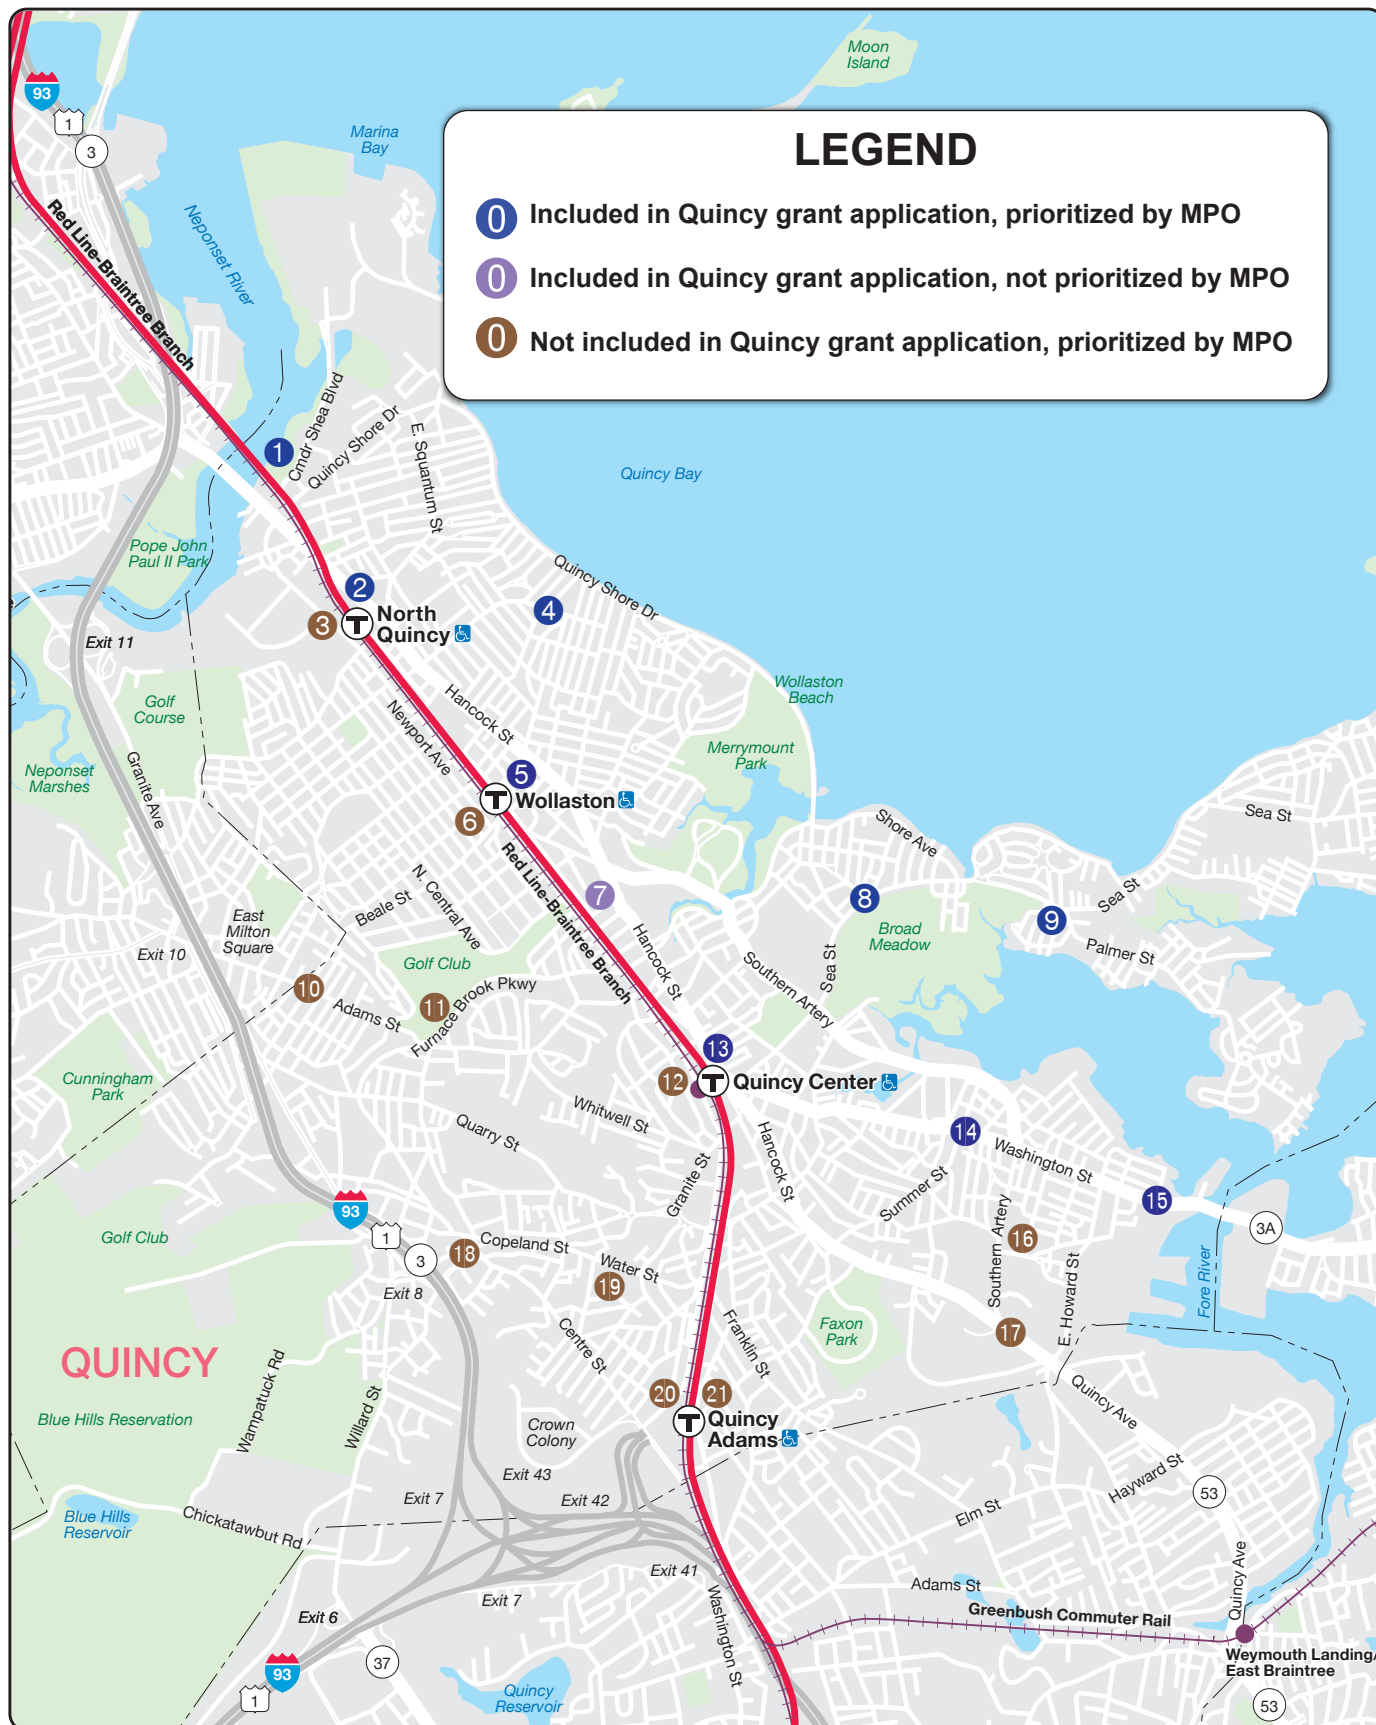 Moon
Island
93
1
3
Marina
Bay
LEGEND
0 Included in Quincy grant application, prioritized by MPO
0 Included in Quincy grant application, not prioritized by MPO
0 Not included in Quincy grant application, prioritized by MPO
Neponset River
Red Line-Braintree Branch
Cmdr Shea Blvd
Quincy Shore Dr
E. Squantum St
1
Quincy Bay
Pope John
Paul II Park
Quincy Shore Dr
2
4
3
T
North
Quincy
Exit 11
Golf
Course
Wollaston
Beach
Hancock St
Newport Ave
Merrymount
Park
Neponset
Marshes
Granite Ave
5
T
Wollaston
6
Sea St
Shore Ave
Red Line-Braintree Branch
N. Central Ave
Beale St
7
8
Sea St
9
East
Milton
Square
Exit 10
Broad
Meadow
Palmer St
Hancock St
Southern Artery
Sea St
Golf Club
10
11
Adams St
Furnace Brook Pkwy
13
12
T
Quincy Center
Cunningham
Park
Whitwell St
Quarry St
14
Hancock St
Washington St
Granite St
Summer St
15
93
1
3
3A
Golf Club
18
Copeland St
Water St
19
Southern Artery
16
E. Howard St
Fore River
Exit 8
17
Faxon
Park
Centre St
Franklin St
QUINCY
Wampatuck Rd
Willard St
Blue Hills Reservation
20
21
T
Quincy
Adams
Quincy Ave
Crown
Colony
Exit 43
Exit 42
Exit 7
Hayward St
53
Elm St
Blue Hills
Reservoir
Chickatawbut Rd
Exit 41
Exit 7
Washington St
Adams St
Quincy Ave
Greenbush Commuter Rail
Exit 6
93
1
37
Weymouth Landing/
East Braintree
Quincy
Reservoir
53